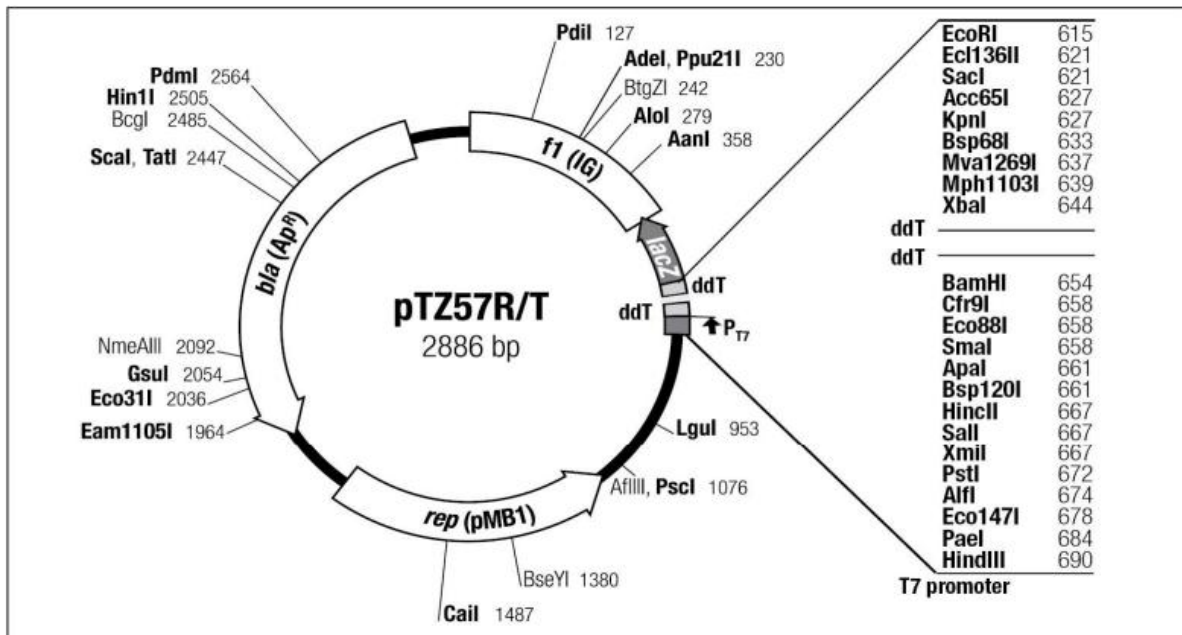 PdiI 127
AdeI, Ppu21I 230
BtgZI 242
AloI 279
AanI 358
PdmI 2564
Hin1I 2505
BcgI 2485
ScaI, TatI 2447
f1 (IG)
lacZ
bla (ApR)
ddT
ddT
PT7
pTZ57R/T
2886 bp
NmeAIII 2092
GsuI 2054
Eco31I 2036
Eam1105I 1964
LguI 953
AflIII, PscI 1076
rep (pMB1)
BseYI 1380
CaiI 1487
EcoRI 615
Ecl136II 621
SacI 621
Acc65I 627
KpnI 627
Bsp68I 633
Mva1269I 637
Mph1103I 639
XbaI 644
ddT
ddT
BamHI 654
Cfr9I 658
Eco88I 658
SmaI 658
ApaI 661
Bsp120I 661
HincII 667
SalI 667
XmiI 667
PstI 672
AlfI 674
Eco147I 678
PaeI 684
HindIII 690
T7 promoter